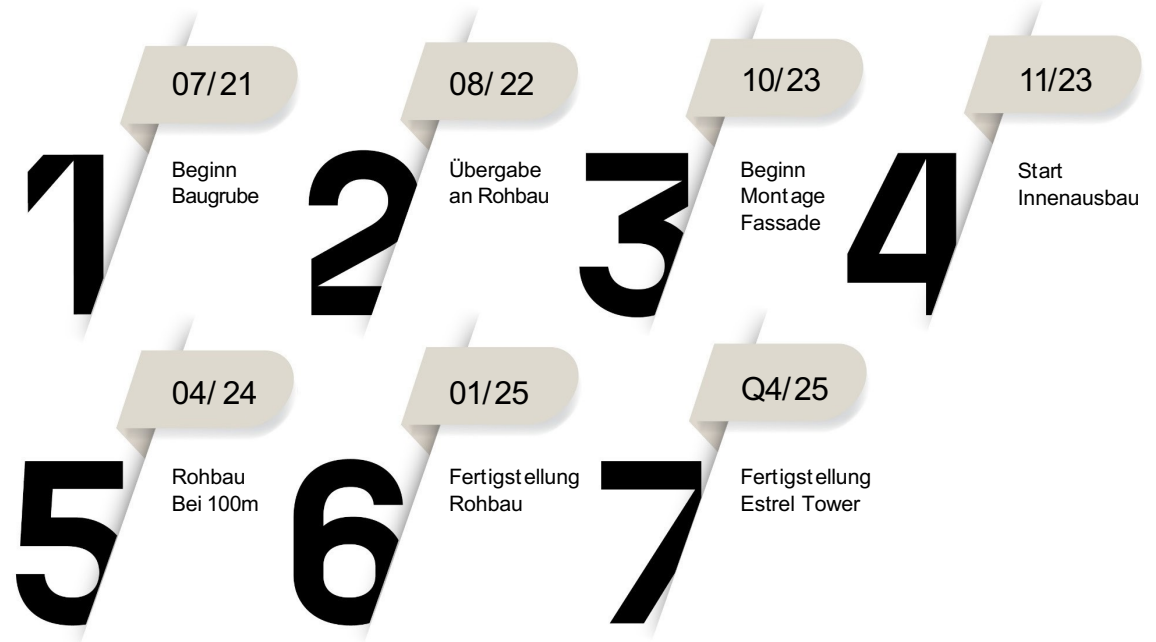 1
07/21
Beginn
Baugrube
2
08/22
Übergabe
an Rohbau
3
10/23
Beginn
Montage
Fassade
4
11/23
Start
Innenausbau
5
04/24
Rohbau
Bei 100m
6
01/25
Fertigstellung
Rohbau
7
Q4/25
Fertigstellung
Estrel Tower